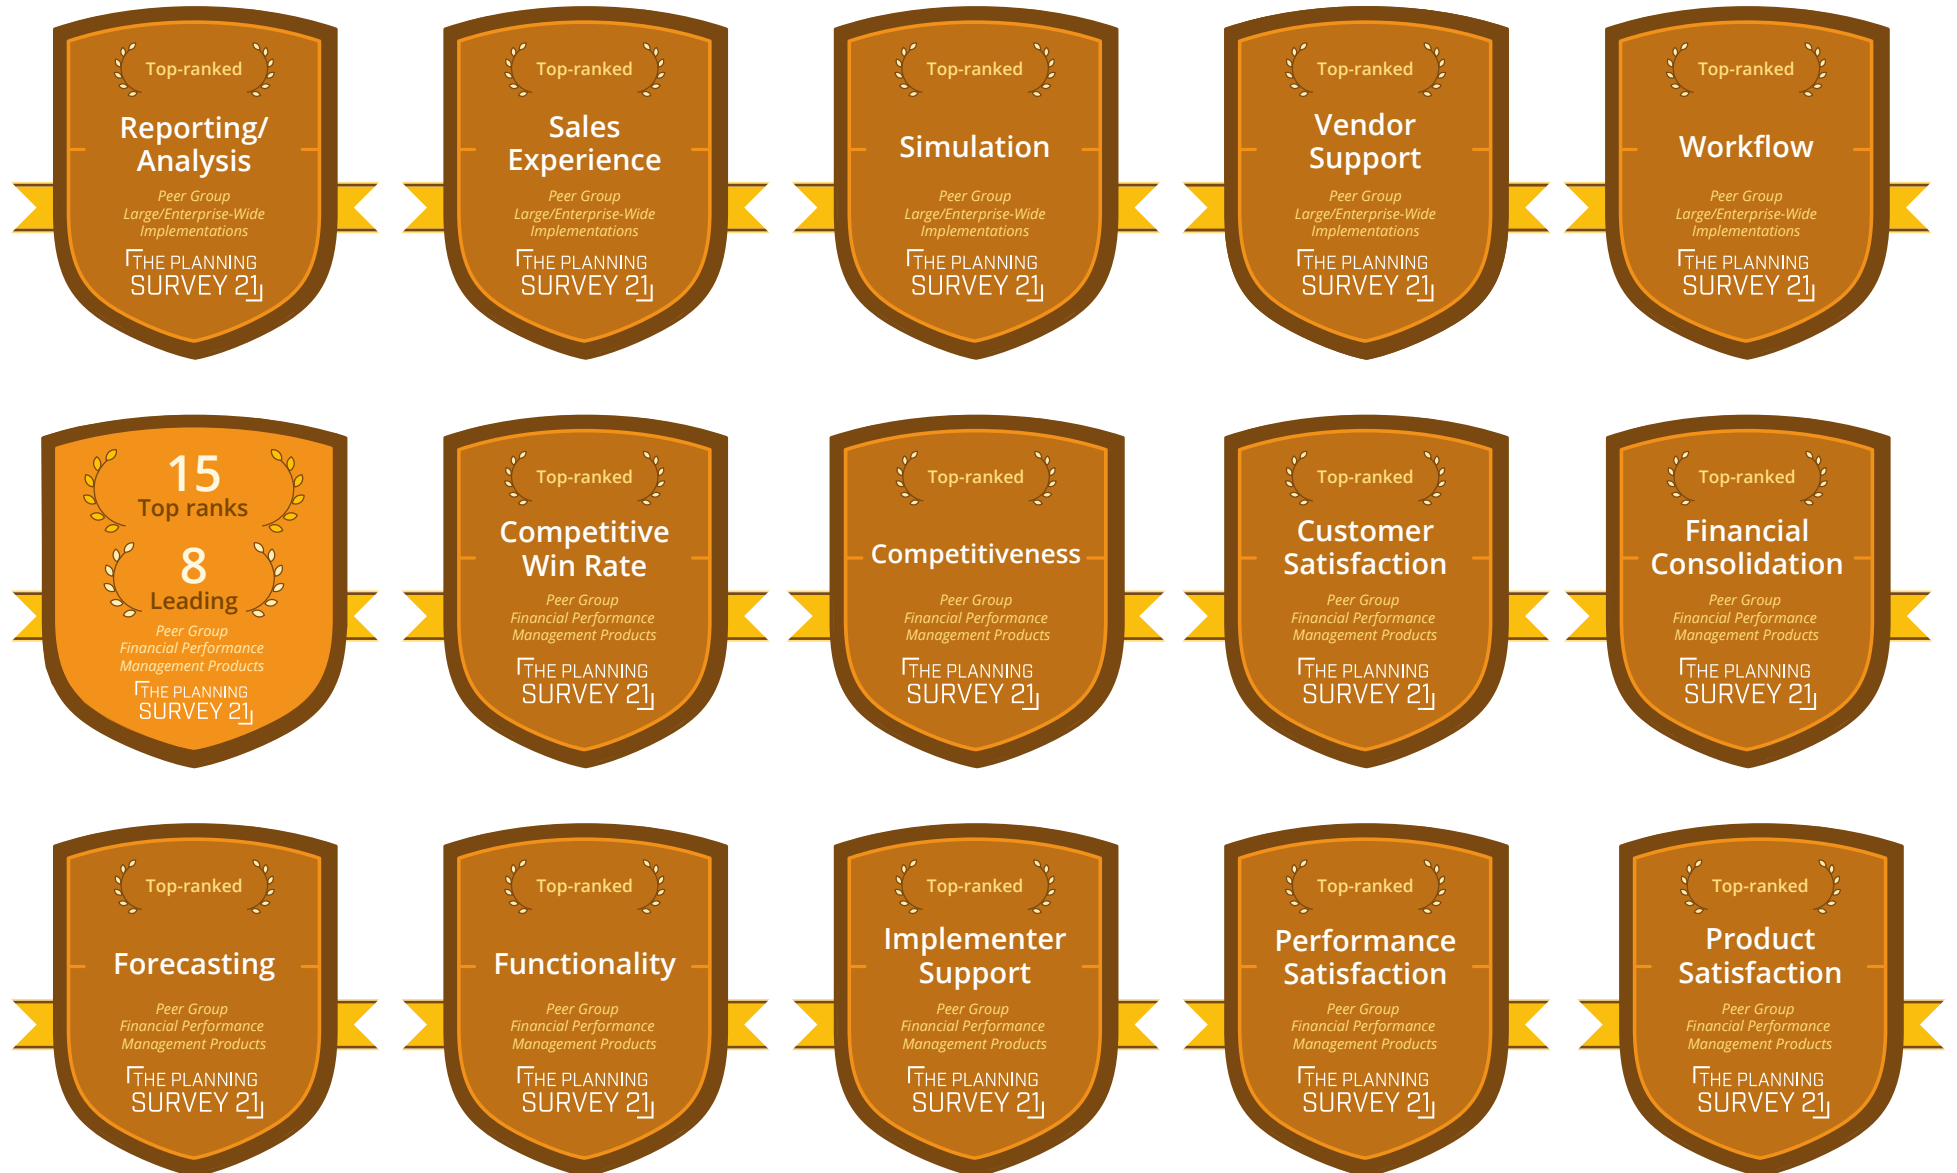 Top-ranked
Reporting/
Analysis
Peer Group
Large/Enterprise-Wide
Implementations
THE PLANNING
SURVEY 21
Top-ranked
Sales
Experience
Peer Group
Large/Enterprise-Wide
Implementations
THE PLANNING
SURVEY 21
Top-ranked
Simulation
Peer Group
Large/Enterprise-Wide
Implementations
THE PLANNING
SURVEY 21
Top-ranked
Vendor
Support
Peer Group
Large/Enterprise-Wide
Implementations
THE PLANNING
SURVEY 21
Top-ranked
Workflow
Peer Group
Large/Enterprise-Wide
Implementations
THE PLANNING
SURVEY 21
15
Top ranks
8
Leading
Peer Group
Financial Performance
Management Products
THE PLANNING
SURVEY 21
Top-ranked
Competitive
Win Rate
Peer Group
Financial Performance
Management Products
THE PLANNING
SURVEY 21
Top-ranked
Competitiveness
Peer Group
Financial Performance
Management Products
THE PLANNING
SURVEY 21
Top-ranked
Customer
Satisfaction
Peer Group
Financial Performance
Management Products
THE PLANNING
SURVEY 21
Top-ranked
Financial
Consolidation
Peer Group
Financial Performance
Management Products
THE PLANNING
SURVEY 21
Top-ranked
Forecasting
Peer Group
Financial Performance
Management Products
THE PLANNING
SURVEY 21
Top-ranked
Functionality
Peer Group
Financial Performance
Management Products
THE PLANNING
SURVEY 21
Top-ranked
Implementer
Support
Peer Group
Financial Performance
Management Products
THE PLANNING
SURVEY 21
Top-ranked
Performance
Satisfaction
Peer Group
Financial Performance
Management Products
THE PLANNING
SURVEY 21
Top-ranked
Product
Satisfaction
Peer Group
Financial Performance
Management Products
THE PLANNING
SURVEY 21